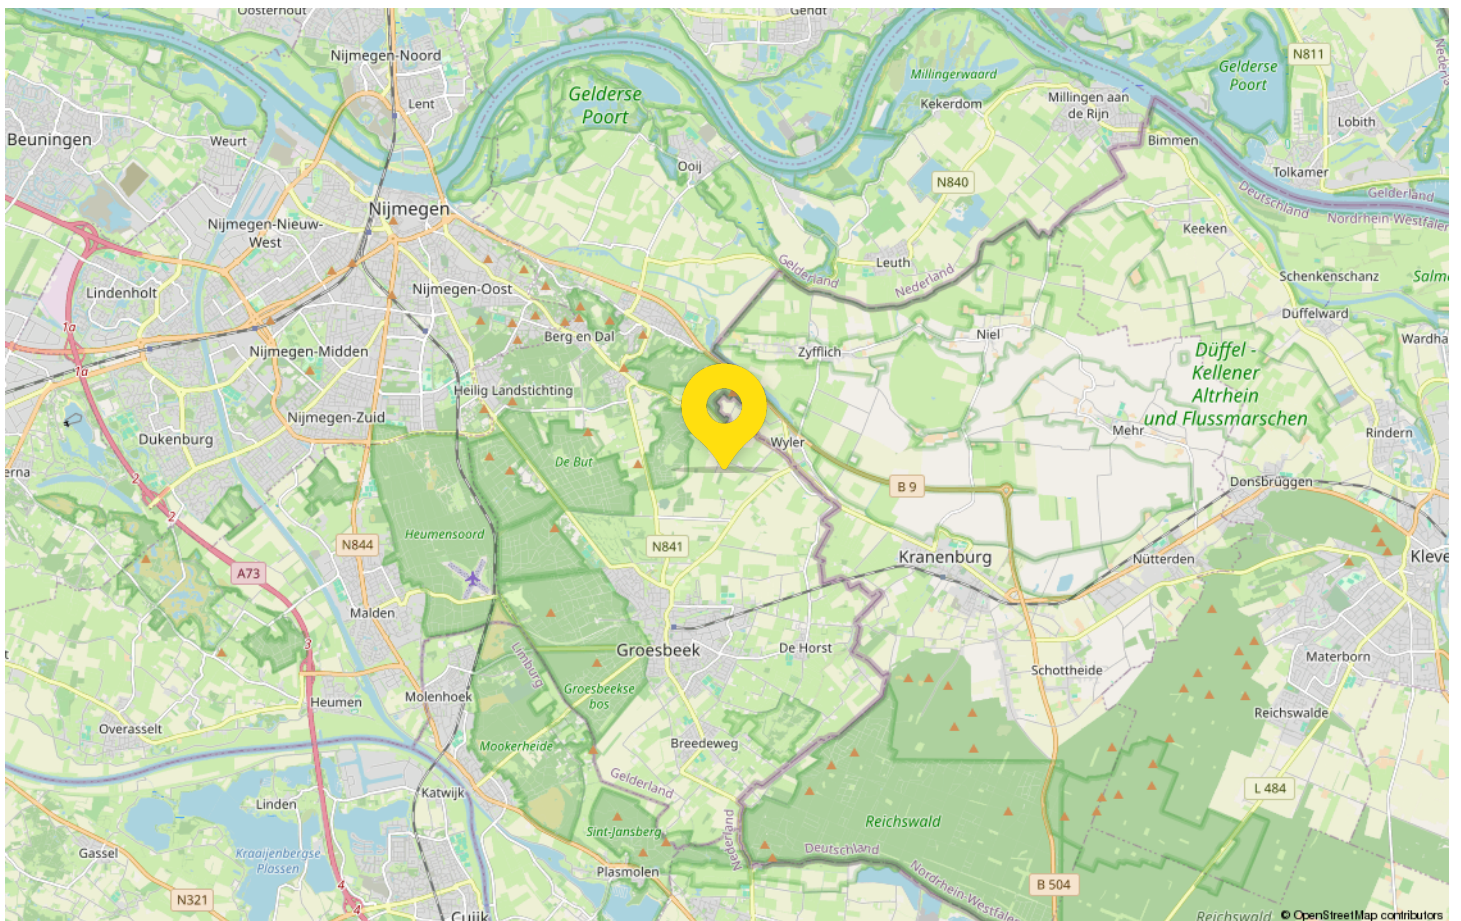 Oosterhout
Gendt
Nijmegen-Noord
N811
Gelderse
Poort
Millingerwaard
Gelderse
Poort
Lent
Kekerdom
Millingen aan
de Rijn
Lobith
Beuningen
Weurt
Bimmen
Ooij
Tolkamer
N840
Deutschland
Gelderland
Nordrhein-Westfalen
Nijmegen
Nijmegen-Nieuw-
West
Keeken
Leuth
Gelderland
Nederland
Schenkenschanz
Salm
Lindenholt
Nijmegen-Oost
Duffelward
1a
Berg en Dal
Niel
Wardha
Nijmegen-Midden
Zyfflich
Düffel -
Kellener
Altrhein
und Flussmarschen
1a
Heilig Landstichting
Nijmegen-Zuid
Mehr
Rindern
Dukenburg
Wyler
De But
erna
2
B 9
Donsbrüggen
2
Heumensoord
N844
N841
Kranenburg
Nütterden
Kleve
A73
Malden
3
Groesbeek
De Horst
Limburg
Materborn
Schottheide
Groesbeekse
bos
Molenhoek
Heumen
Reichswalde
Overasselt
Mookerheide
Breedeweg
Gelderland
Katwijk
L 484
Linden
Nederland
Sint-Jansberg
Reichswald
Gassel
Kraaijenbergse
Plassen
Deutschland
Plasmolen
4
B 504
Nordrhein-Westfalen
N321
4
Cuijk
Reichswald
© OpenStreetMap contributors